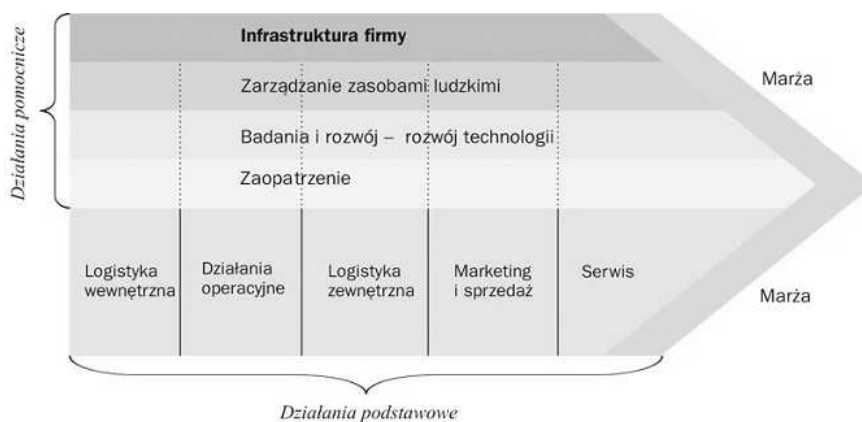 Działania pomocnicze
Infrastruktura firmy
Zarządzanie zasobami ludzkimi
Badania i rozwój – rozwój technologii
Zaopatrzenie
Marża
Logistyka
wewnętrzna
Działania
operacyjne
Logistyka
zewnętrzna
Marketing
i sprzedaż
Serwis
Marża
Działania podstawowe